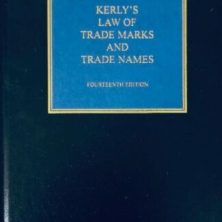 KERLY'S
LAW OF
TRADE MARKS
AND
TRADE NAMES
FOURTEENTH EDITION